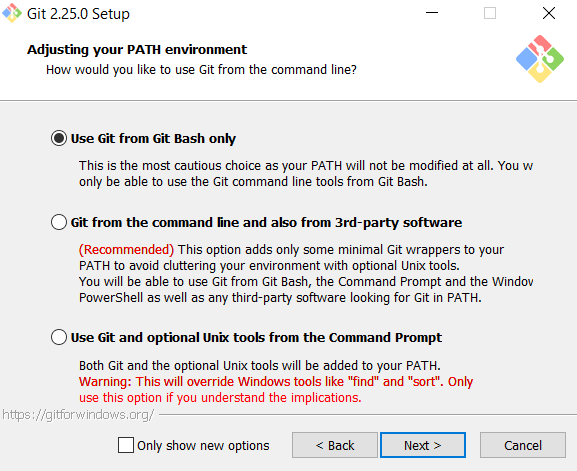 Git 2.25.0 Setup
Adjusting your PATH environment
How would you like to use Git from the command line?
Use Git from Git Bash only
This is the most cautious choice as your PATH will not be modified at all. You w
only be able to use the Git command line tools from Git Bash.
Git from the command line and also from 3rd-party software
(Recommended) This option adds only some minimal Git wrappers to your
PATH to avoid cluttering your environment with optional Unix tools.
You will be able to use Git from Git Bash, the Command Prompt and the Window
PowerShell as well as any third-party software looking for Git in PATH.
Use Git and optional Unix tools from the Command Prompt
Both Git and the optional Unix tools will be added to your PATH.
Warning: This will override Windows tools like "find" and "sort". Only
use this option if you understand the implications.
https://gitforwindows.org/
Only show new options
< Back
Next >
Cancel